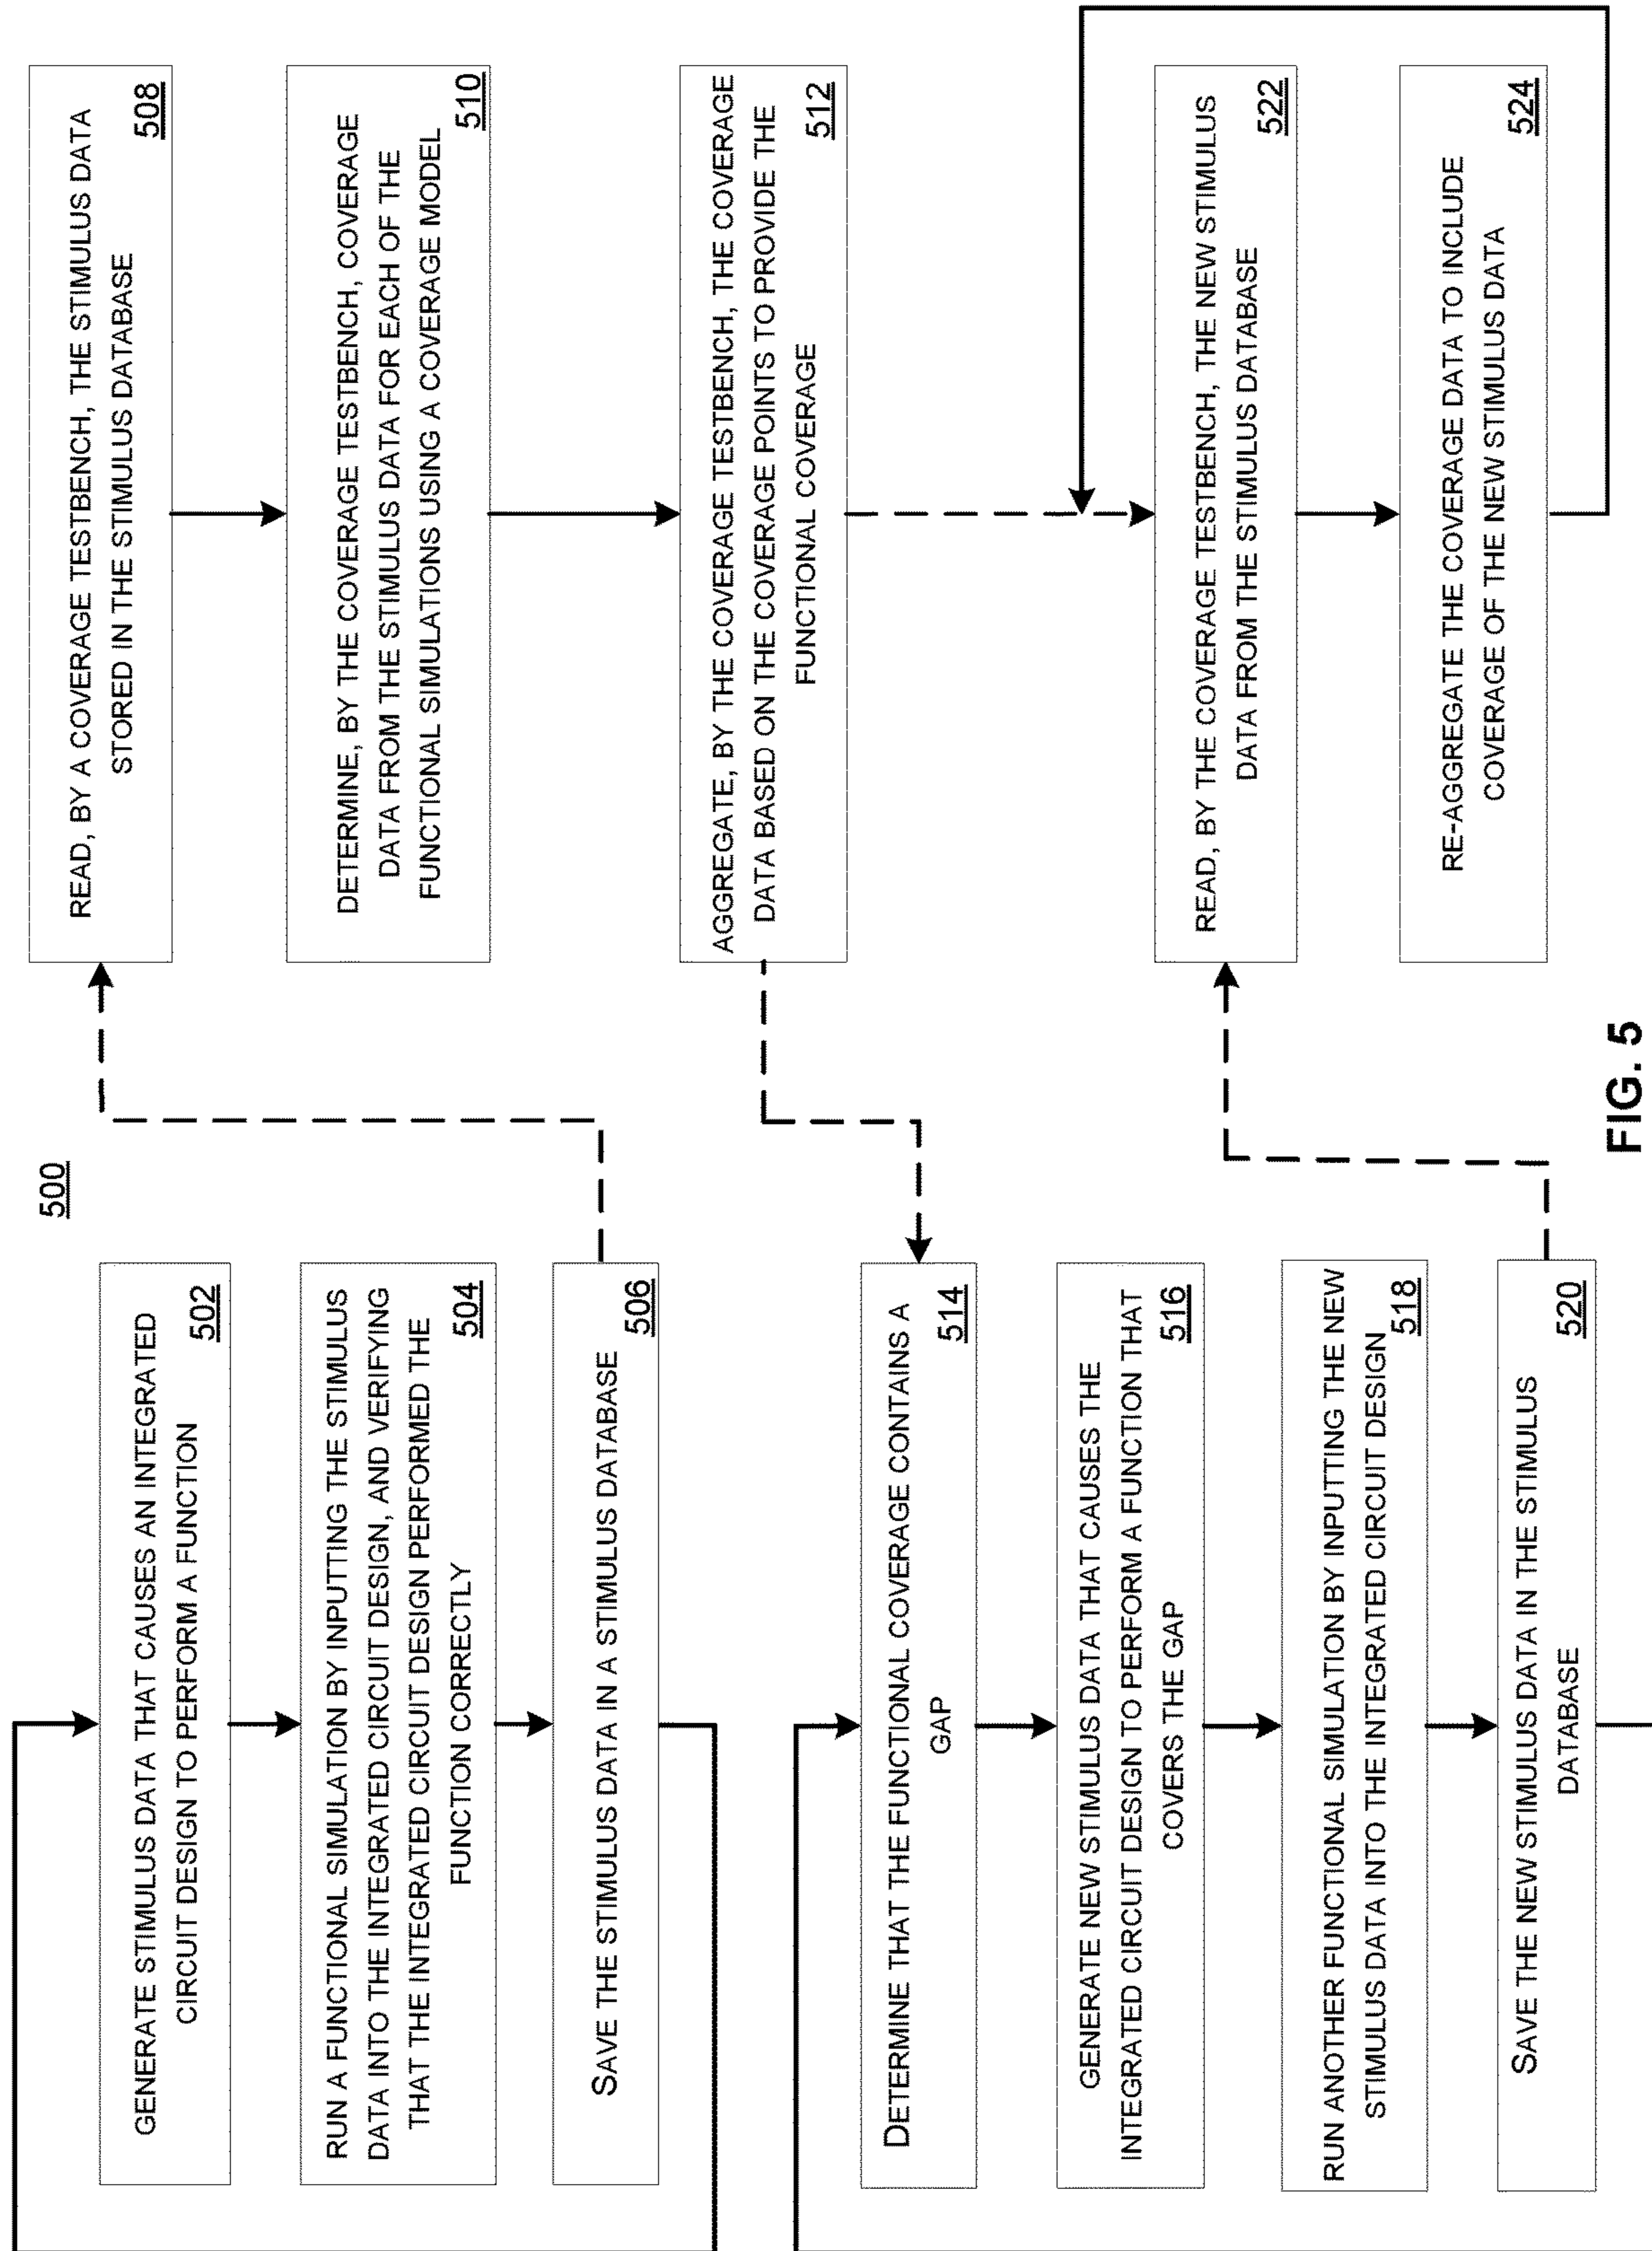 500
GENERATE STIMULUS DATA THAT CAUSES AN INTEGRATED
CIRCUIT DESIGN TO PERFORM A FUNCTION
502
RUN A FUNCTIONAL SIMULATION BY INPUTTING THE STIMULUS
DATA INTO THE INTEGRATED CIRCUIT DESIGN, AND VERIFYING
THAT THE INTEGRATED CIRCUIT DESIGN PERFORMED THE
FUNCTION CORRECTLY
504
SAVE THE STIMULUS DATA IN A STIMULUS DATABASE
506
READ, BY A COVERAGE TESTBENCH, THE STIMULUS DATA
STORED IN THE STIMULUS DATABASE
508
DETERMINE, BY THE COVERAGE TESTBENCH, COVERAGE
DATA FROM THE STIMULUS DATA FOR EACH OF THE
FUNCTIONAL SIMULATIONS USING A COVERAGE MODEL
510
AGGREGATE, BY THE COVERAGE TESTBENCH, THE COVERAGE
DATA BASED ON THE COVERAGE POINTS TO PROVIDE THE
FUNCTIONAL COVERAGE
512
DETERMINE THAT THE FUNCTIONAL COVERAGE CONTAINS A
GAP
514
GENERATE NEW STIMULUS DATA THAT CAUSES THE
INTEGRATED CIRCUIT DESIGN TO PERFORM A FUNCTION THAT
COVERS THE GAP
516
RUN ANOTHER FUNCTIONAL SIMULATION BY INPUTTING THE NEW
STIMULUS DATA INTO THE INTEGRATED CIRCUIT DESIGN
518
SAVE THE NEW STIMULUS DATA IN THE STIMULUS
DATABASE
520
READ, BY THE COVERAGE TESTBENCH, THE NEW STIMULUS
DATA FROM THE STIMULUS DATABASE
522
RE-AGGREGATE THE COVERAGE DATA TO INCLUDE
COVERAGE OF THE NEW STIMULUS DATA
524
FIG. 5